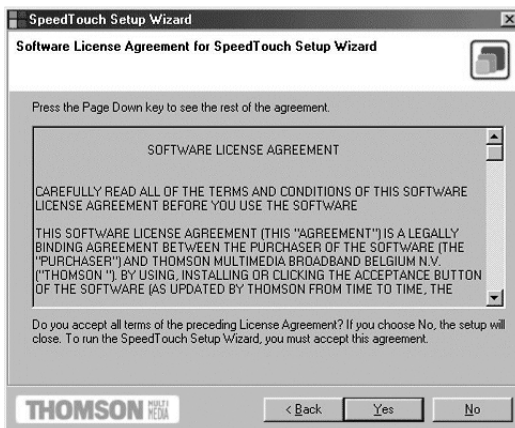 SpeedTouch Setup Wizard
Software License Agreement for SpeedTouch Setup Wizard
Press the Page Down key to see the rest of the agreement.
SOFTWARE LICENSE AGREEMENT
CAREFULLY READ ALL OF THE TERMS AND CONDITIONS OF THIS SOFTWARE
LICENSE AGREEMENT BEFORE YOU USE THE SOFTWARE
THIS SOFTWARE LICENSE AGREEMENT (THIS "AGREEMENT") IS A LEGALLY
BINDING AGREEMENT BETWEEN THE PURCHASER OF THE SOFTWARE (THE
"PURCHASER") AND THOMSON MULTIMEDIA BROADBAND BELGIUM N.V.
("THOMSON "). BY USING, INSTALLING OR CLICKING THE ACCEPTANCE BUTTON
OF THE SOFTWARE (AS UPDATED BY THOMSON FROM TIME TO TIME, THE
Do you accept all terms of the preceding License Agreement? If you choose No, the setup will
close. To run the SpeedTouch Setup Wizard, you must accept this agreement.
THOMSON MULTI MEDIA
< Back Yes No